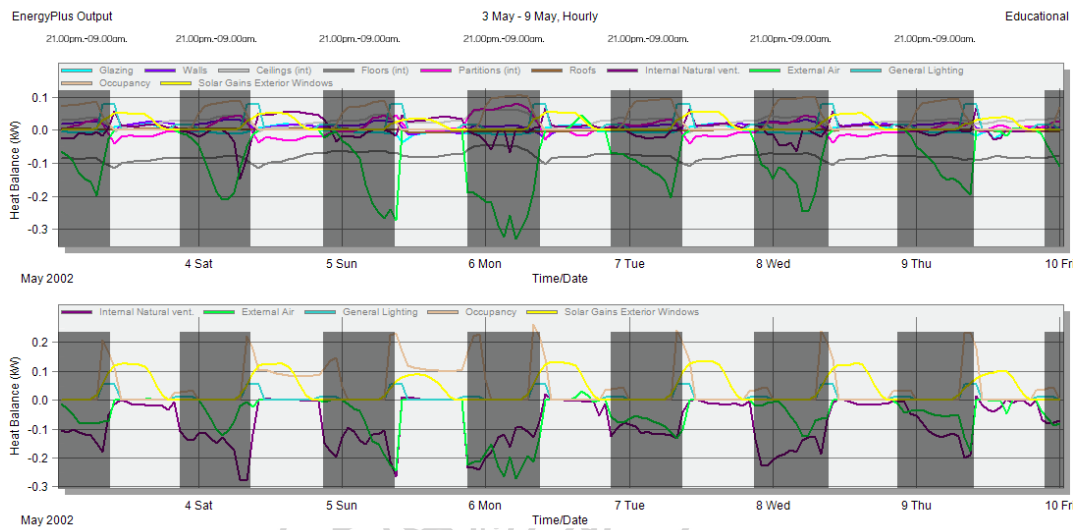 EnergyPlus Output 3 May - 9 May, Hourly Educational
21.00pm.-09.00am. 21.00pm.-09.00am. 21.00pm.-09.00am. 21.00pm.-09.00am. 21.00pm.-09.00am. 21.00pm.-09.00am. 21.00pm.-09.00am.
Glazing Walls Ceilings (int) Floors (int) Partitions (int) Roofs Internal Natural vent. External Air General Lighting
Occupancy Solar Gains Exterior Windows
Heat Balance (kW)
0.1
0.0
-0.1
-0.2
-0.3
4 Sat 5 Sun 6 Mon 7 Tue 8 Wed 9 Thu 10 Fri
May 2002 Time/Date
Internal Natural vent. External Air General Lighting Occupancy Solar Gains Exterior Windows
Heat Balance (kW)
0.2
0.1
0.0
-0.1
-0.2
-0.3
4 Sat 5 Sun 6 Mon 7 Tue 8 Wed 9 Thu 10 Fri
May 2002 Time/Date